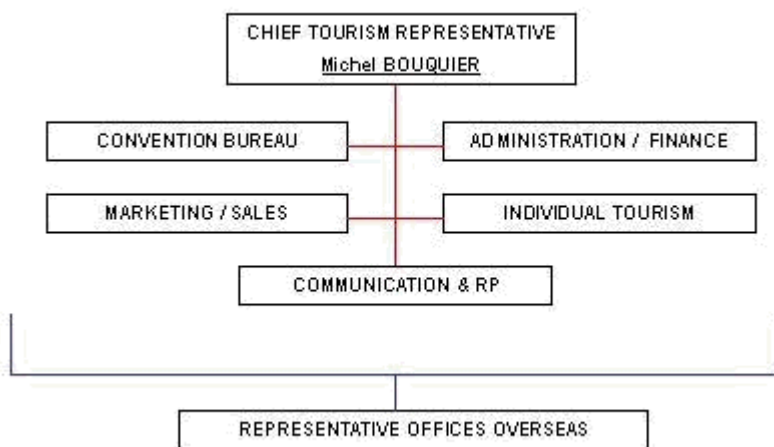 CHIEF TOURISM REPRESENTATIVE
Michel BOUQUIER
CONVENTION BUREAU
ADMINISTRATION / FINANCE
MARKETING / SALES
INDIVIDUAL TOURISM
COMMUNICATION & RP
REPRESENTATIVE OFFICES OVERSEAS